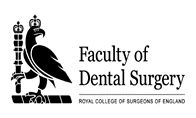 Faculty of
Dental Surgery
ROYAL COLLEGE OF SURGEONS OF ENGLAND